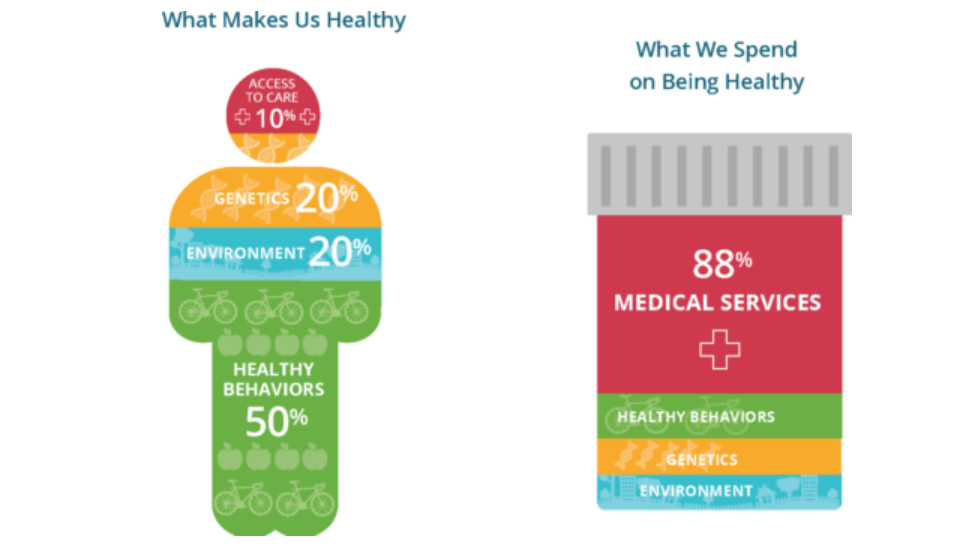 What Makes Us Healthy
ACCESS
TO CARE
10%
GENETICS 20%
ENVIRONMENT 20%
HEALTHY
BEHAVIORS
50%
What We Spend
on Being Healthy
88%
MEDICAL SERVICES
HEALTHY BEHAVIORS
GENETICS
ENVIRONMENT